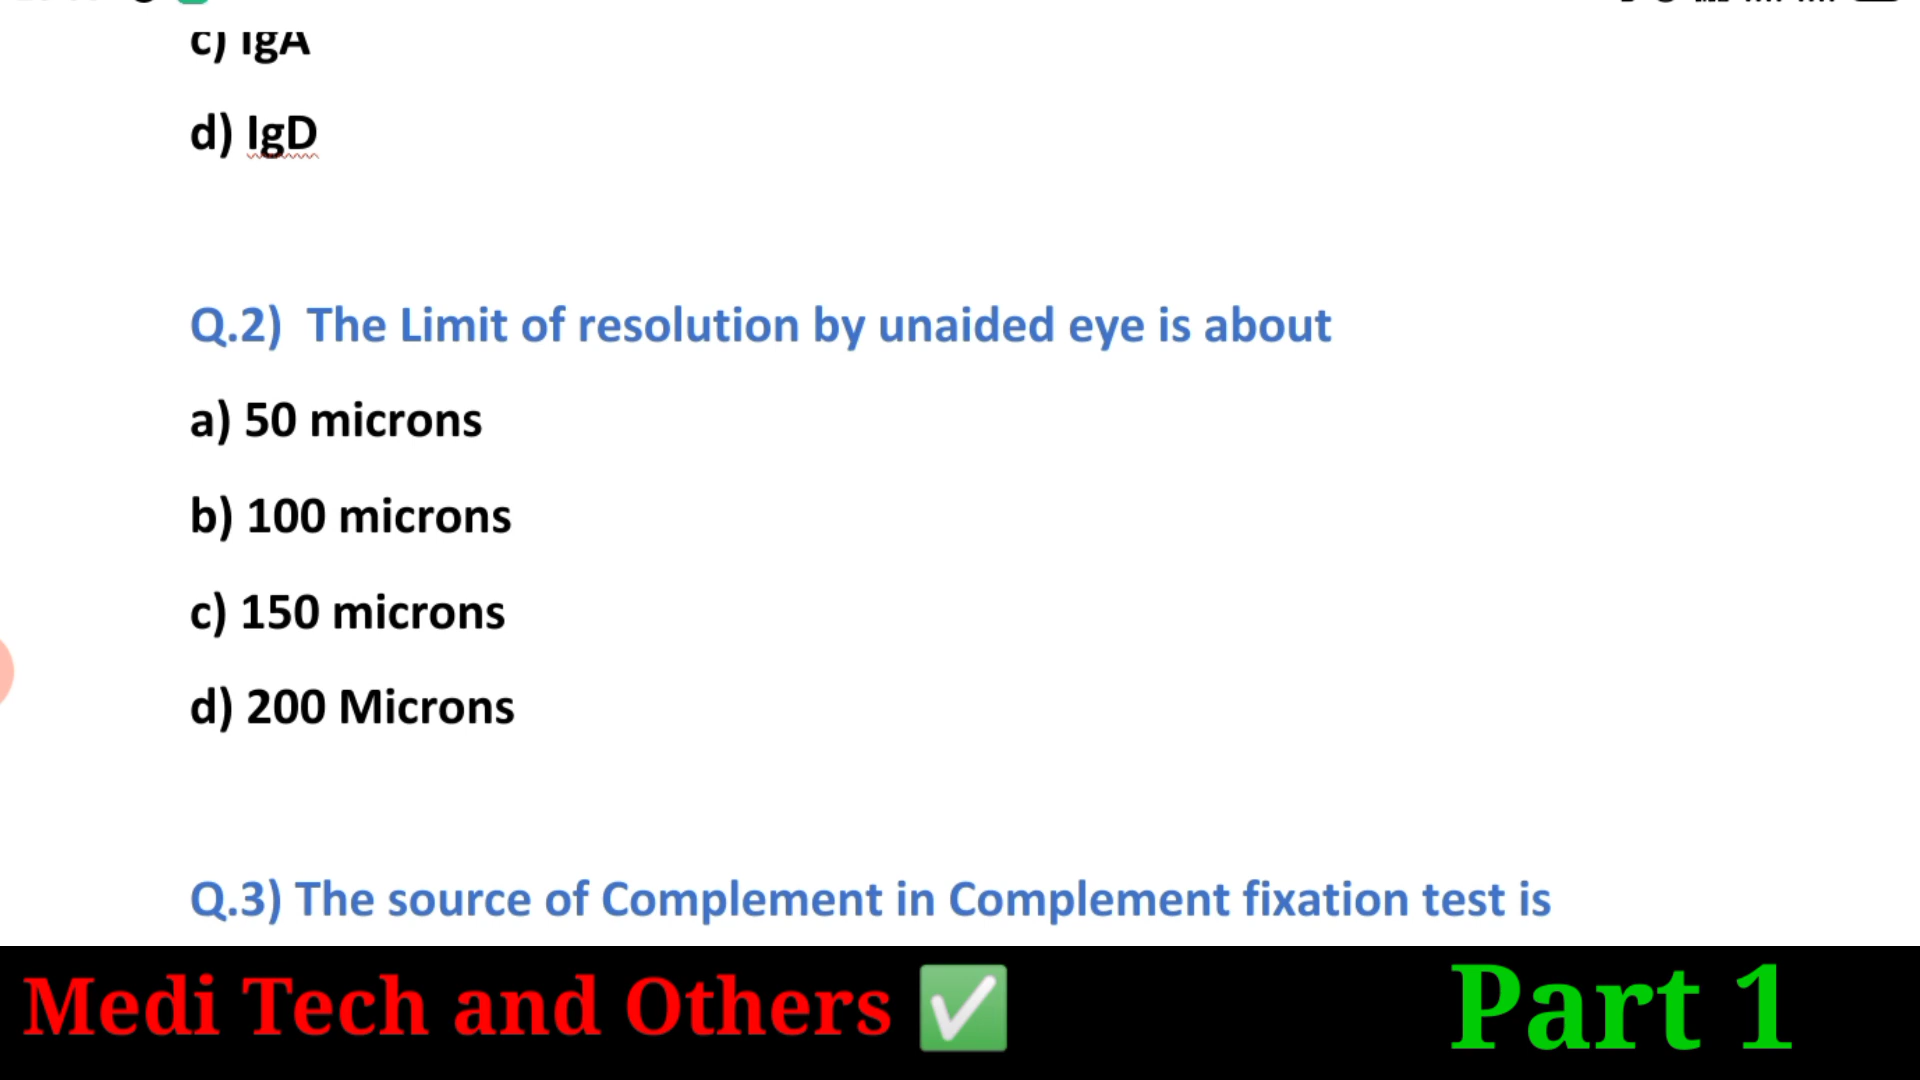 c) IgA
d) IgD
Q.2)  The Limit of resolution by unaided eye is about
a) 50 microns
b) 100 microns
c) 150 microns
d) 200 Microns
Q.3) The source of Complement in Complement fixation test is
Medi Tech and Others ✅
Part 1